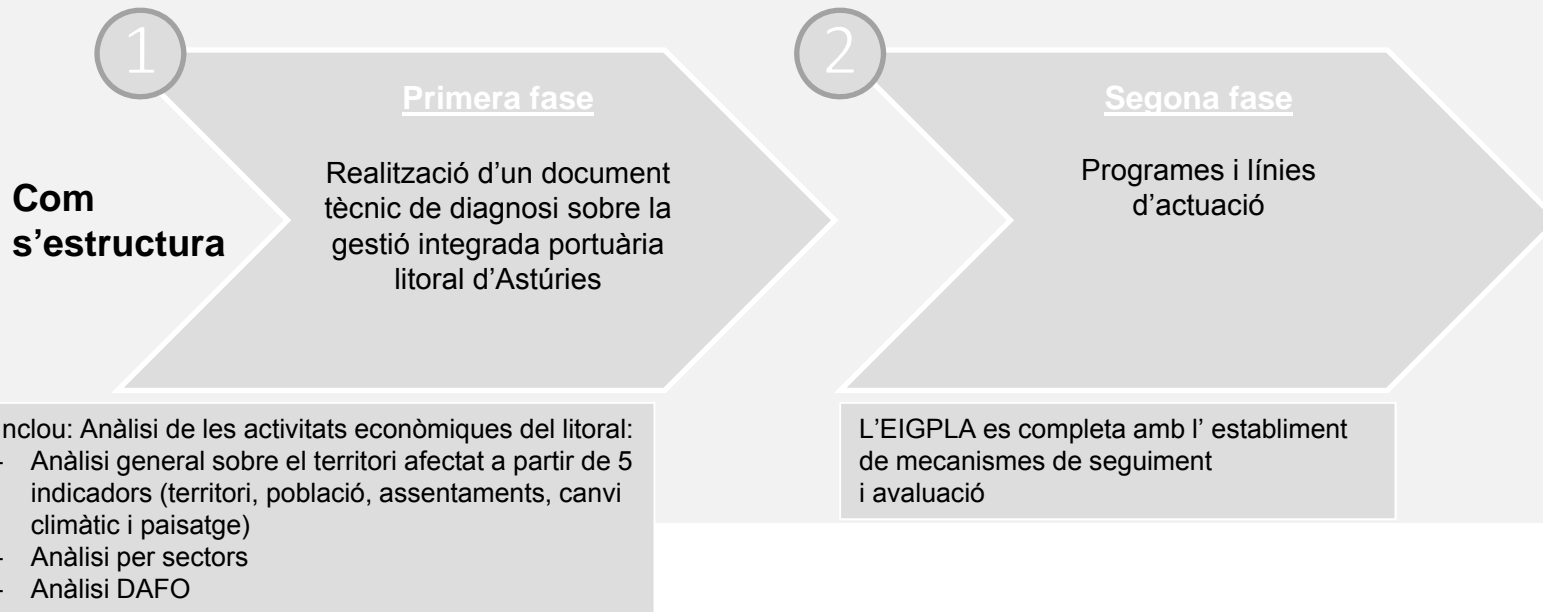 Com
s’estructura
1
Primera fase
Realització d’un document
tècnic de diagnosi sobre la
gestió integrada portuària
litoral d’Astúries
nclou: Anàlisi de les activitats econòmiques del litoral:
- Anàlisi general sobre el territori afectat a partir de 5
indicadors (territori, població, assentaments, canvi
climàtic i paisatge)
- Anàlisi per sectors
- Anàlisi DAFO
2
Segona fase
Programes i línies
d’actuació
L’EIGPLA es completa amb l’ establiment
de mecanismes de seguiment
i avaluació